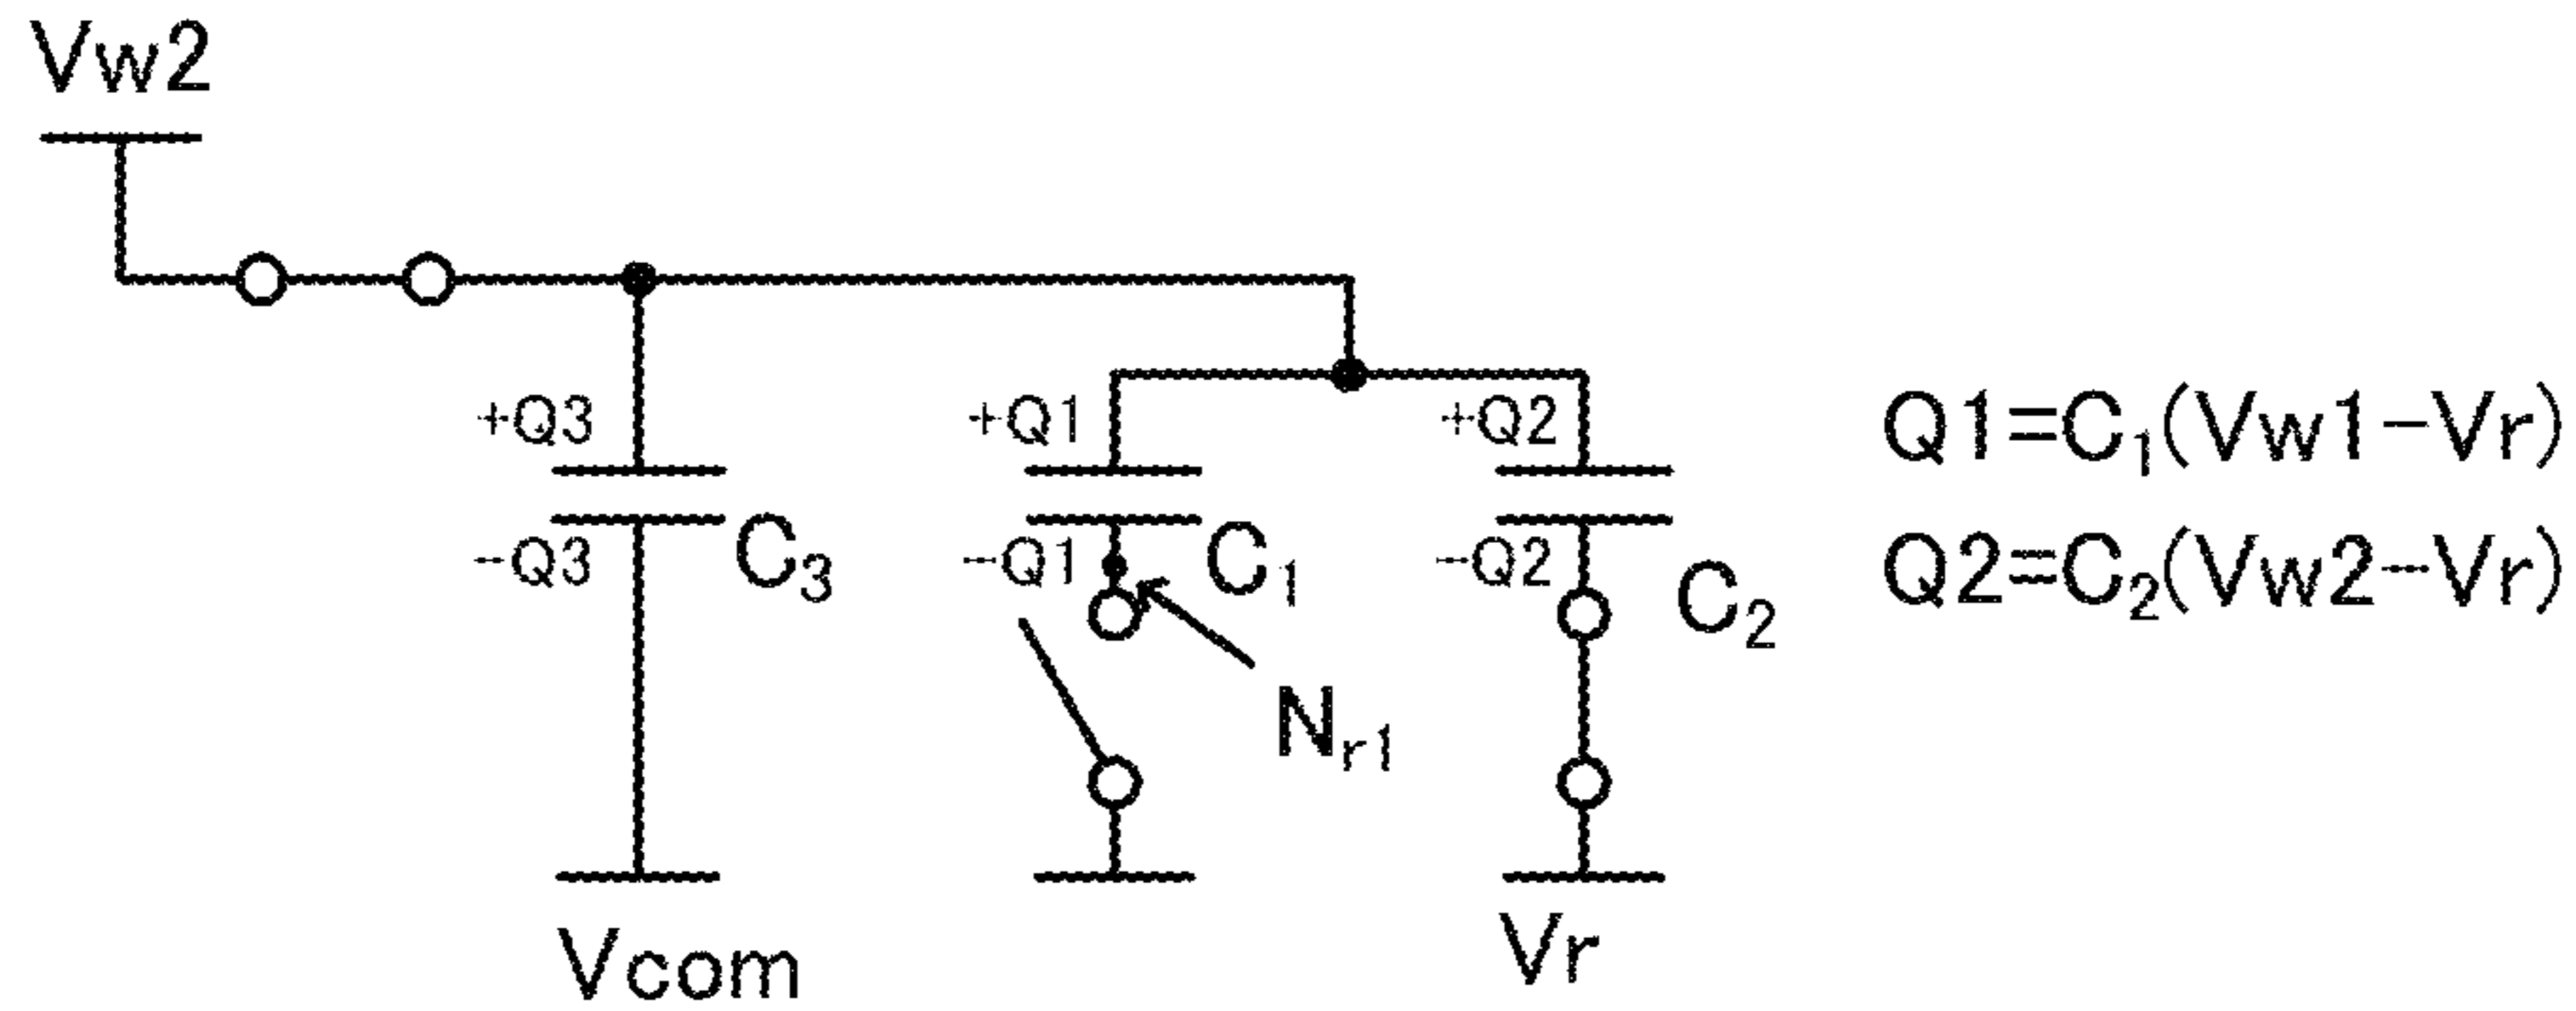 Vw2
+Q3
+Q1
+Q2
Q1=C₁(Vw1-Vr)
-Q3
C₃
-Q1
C₁
-Q2
C₂
Q2=C₂(Vw2-Vr)
Nᵣ₁
Vcom
Vr